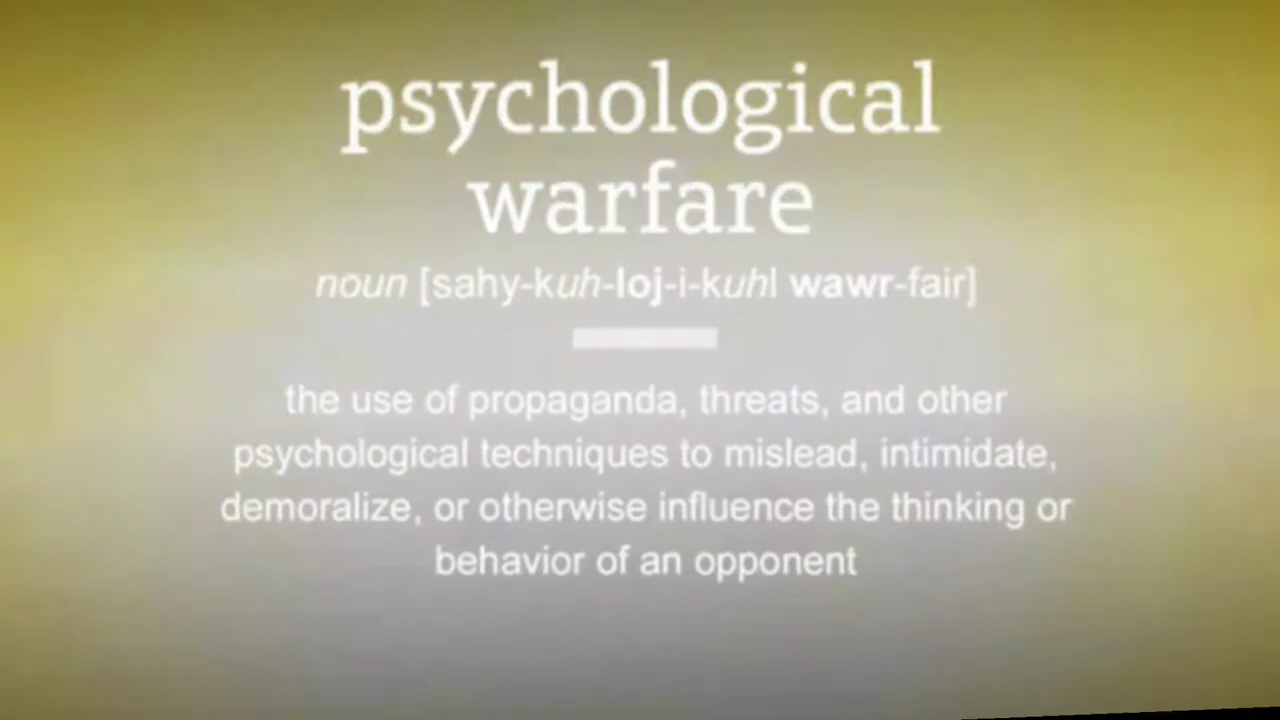 psychological
warfare
noun [sahy-kuh-loj-i-kuhl wawr-fair]
the use of propaganda, threats, and other
psychological techniques to mislead, intimidate,
demoralize, or otherwise influence the thinking or
behavior of an opponent